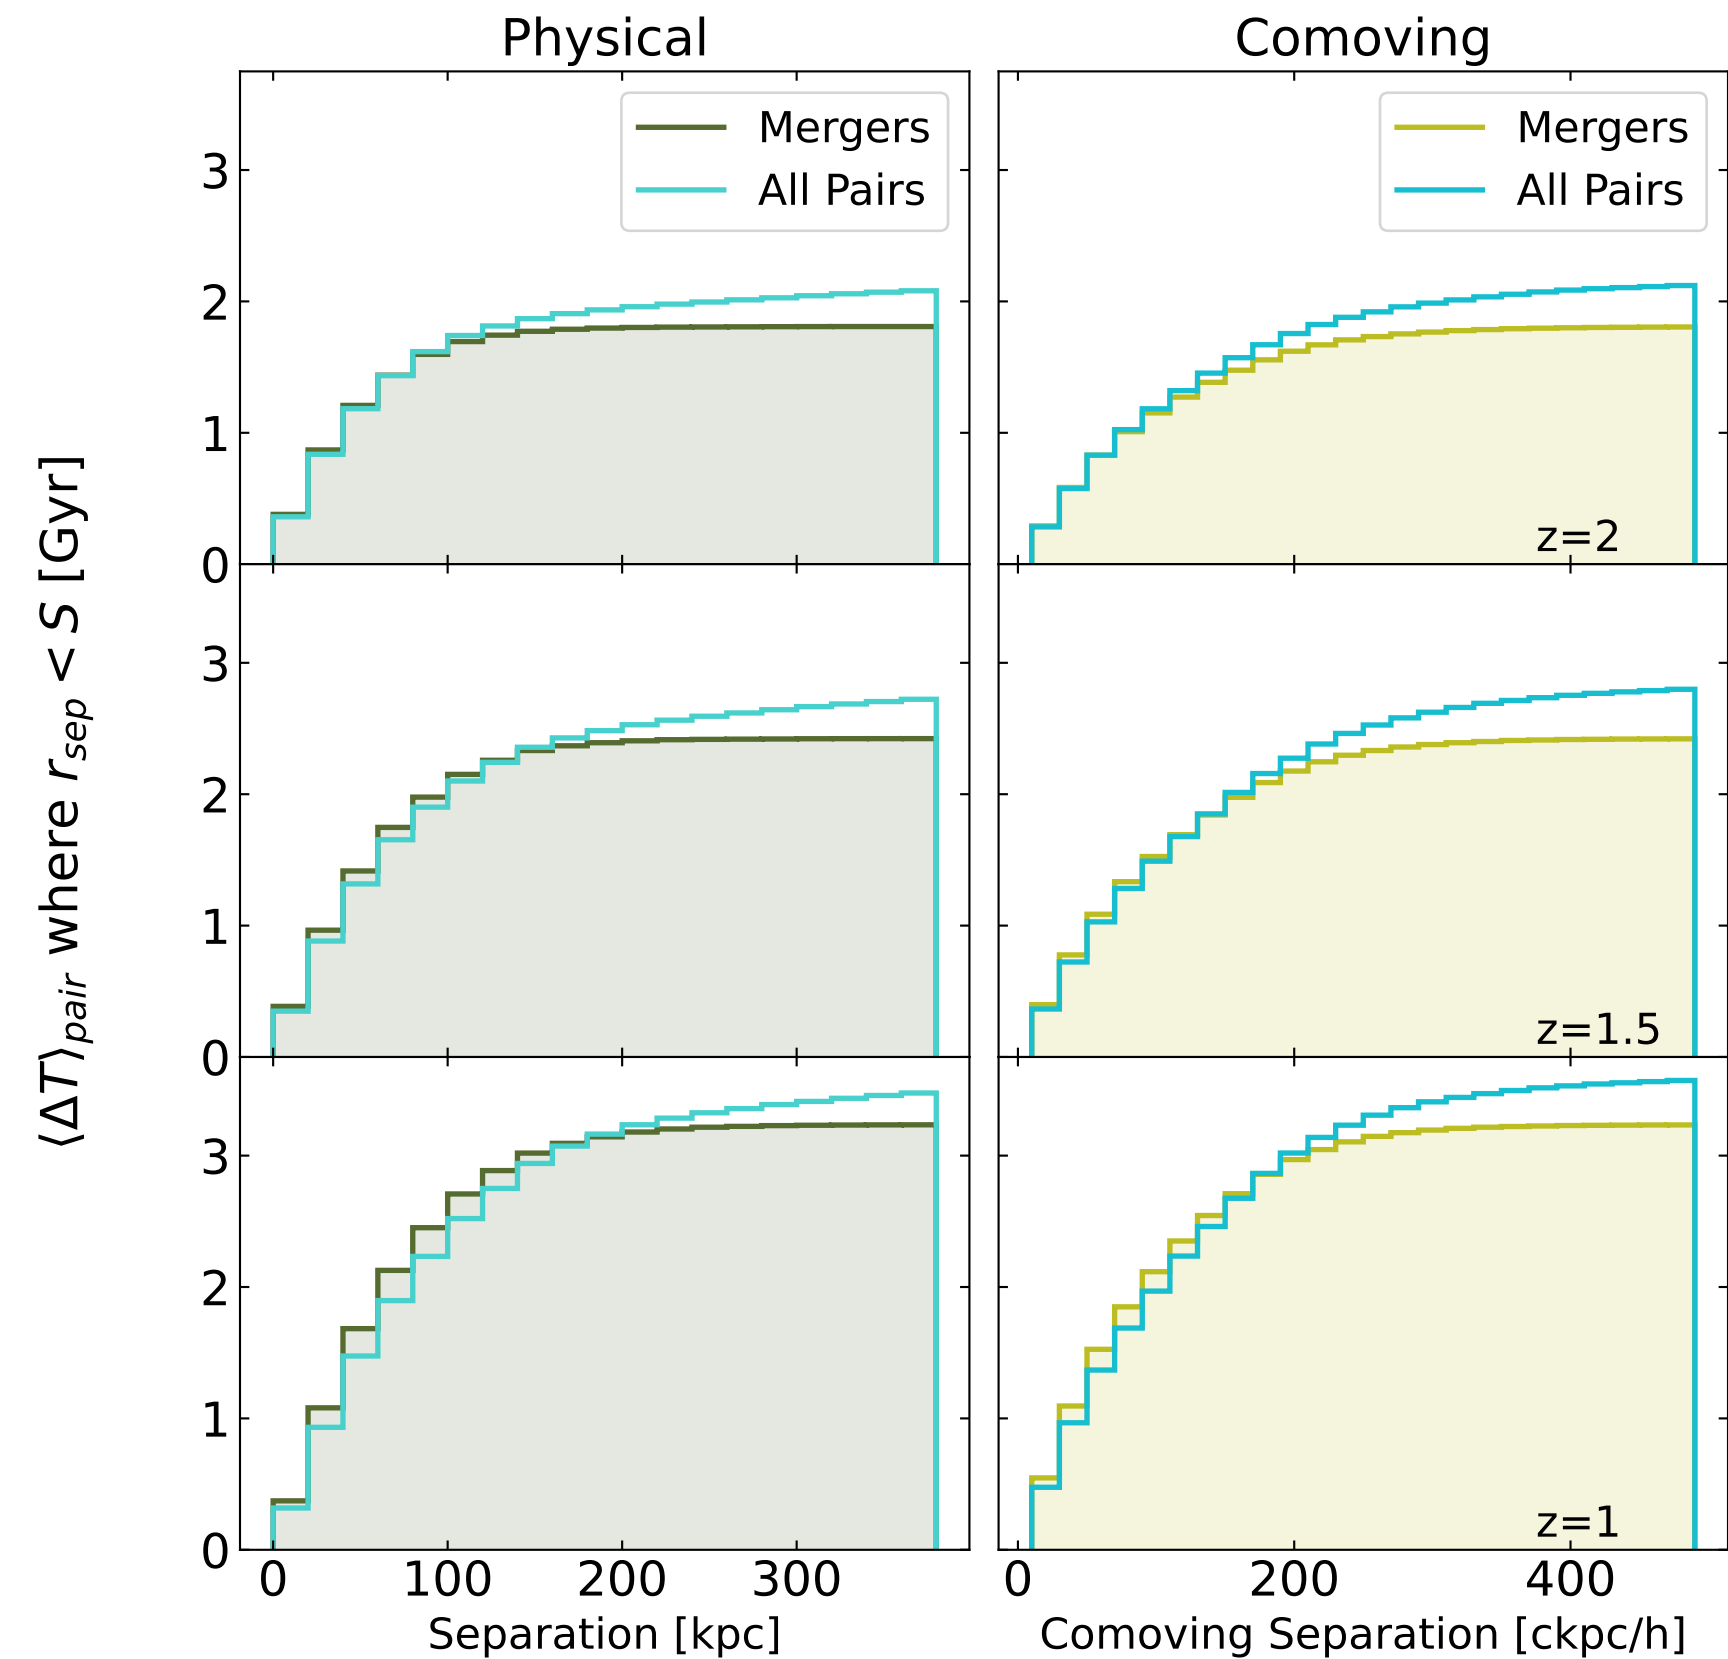 Physical
Comoving
Mergers
All Pairs
Mergers
All Pairs
3
2
1
0
z=2
⟨ΔT⟩pair where rsep < S [Gyr]
3
2
1
0
z=1.5
3
2
1
0
z=1
0 100 200 300
0 200 400
Separation [kpc]
Comoving Separation [ckpc/h]